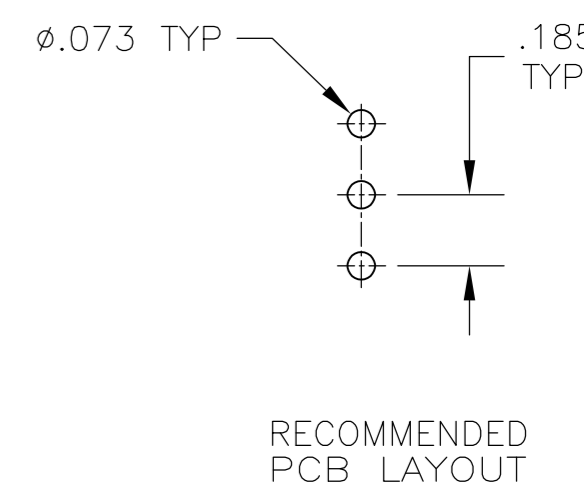 ⌀.073 TYP
.185
TYP
RECOMMENDED
PCB LAYOUT